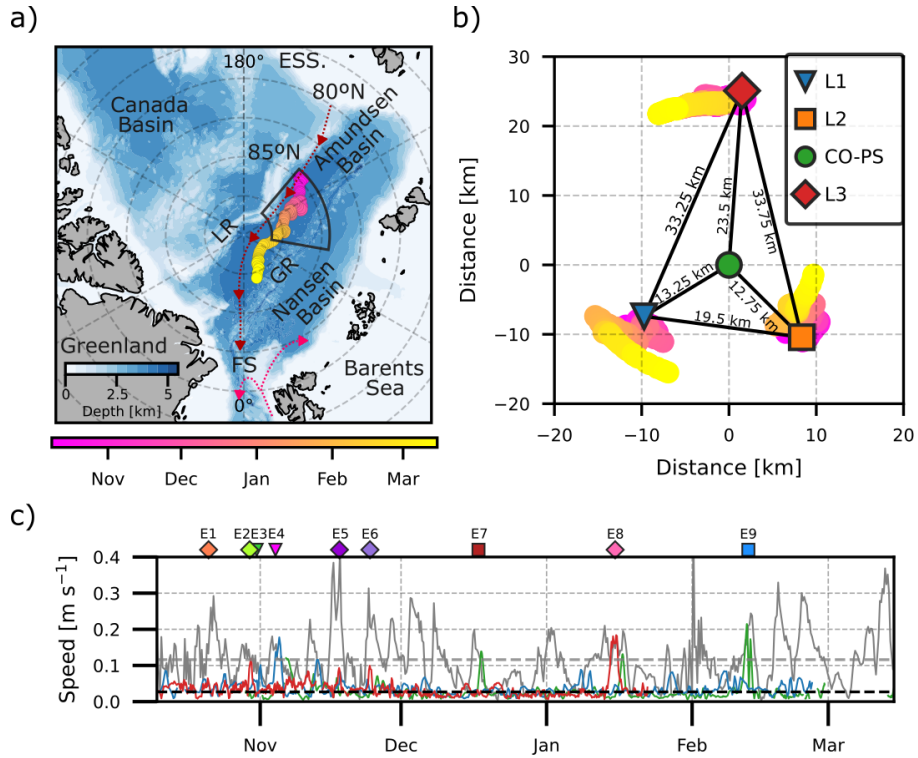 a)
180°
ESS.
80ºN
Canada
Basin
Amundsen
Basin
85ºN
LR
GR
Nansen
Basin
Greenland
FS
Barents
Sea
0 2.5 5
Depth [km]
0°
Nov Dec Jan Feb Mar
b)
30
20
10
0
−10
−20
Distance [km]
−20 −10 0 10 20
Distance [km]
L1
L2
CO-PS
L3
33.25 km
23.5 km
33.75 km
13.25 km
12.75 km
19.5 km
c)
E1 E2 E3 E4 E5 E6 E7 E8 E9
0.4
0.3
0.2
0.1
0.0
Speed [m s⁻¹]
Nov Dec Jan Feb Mar